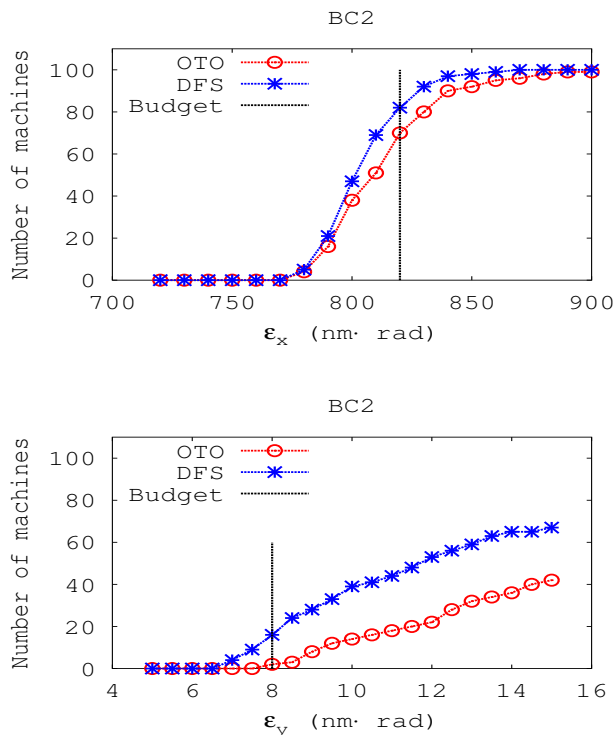 BC2
OTO
DFS
Budget
Number of machines
100
80
60
40
20
0
700 750 800 850 900
ε_x (nm· rad)
BC2
OTO
DFS
Budget
Number of machines
100
80
60
40
20
0
4 6 8 10 12 14 16
ε_y (nm· rad)